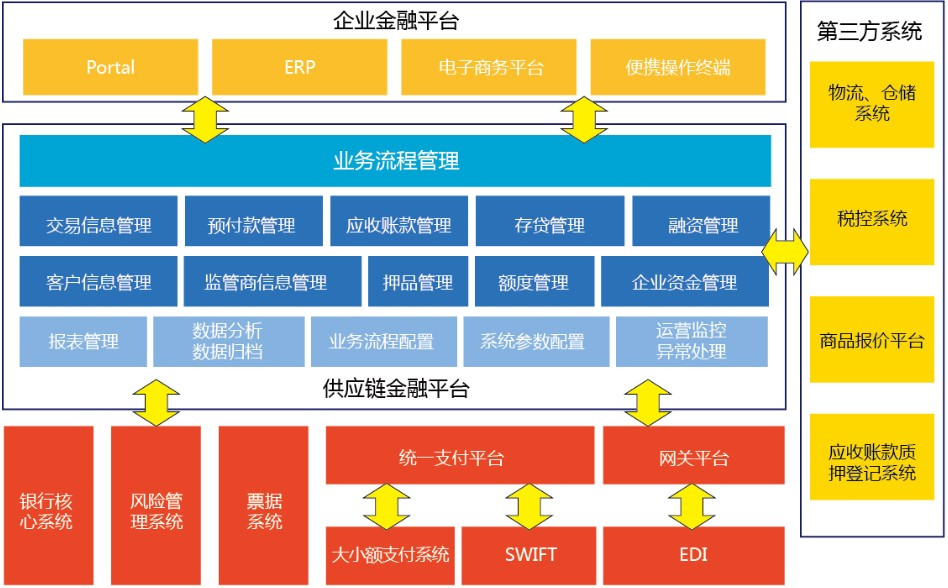 企业金融平台
Portal
ERP
电子商务平台
便携操作终端
业务流程管理
交易信息管理
预付款管理
应收账款管理
存贷管理
融资管理
客户信息管理
监管商信息管理
押品管理
额度管理
企业资金管理
报表管理
数据分析
数据归档
业务流程配置
系统参数配置
运营监控
异常处理
供应链金融平台
银行核
心系统
风险管
理系统
票据
系统
统一支付平台
网关平台
大小额支付系统
SWIFT
EDI
第三方系统
物流、仓储
系统
税控系统
商品报价平台
应收账款质
押登记系统